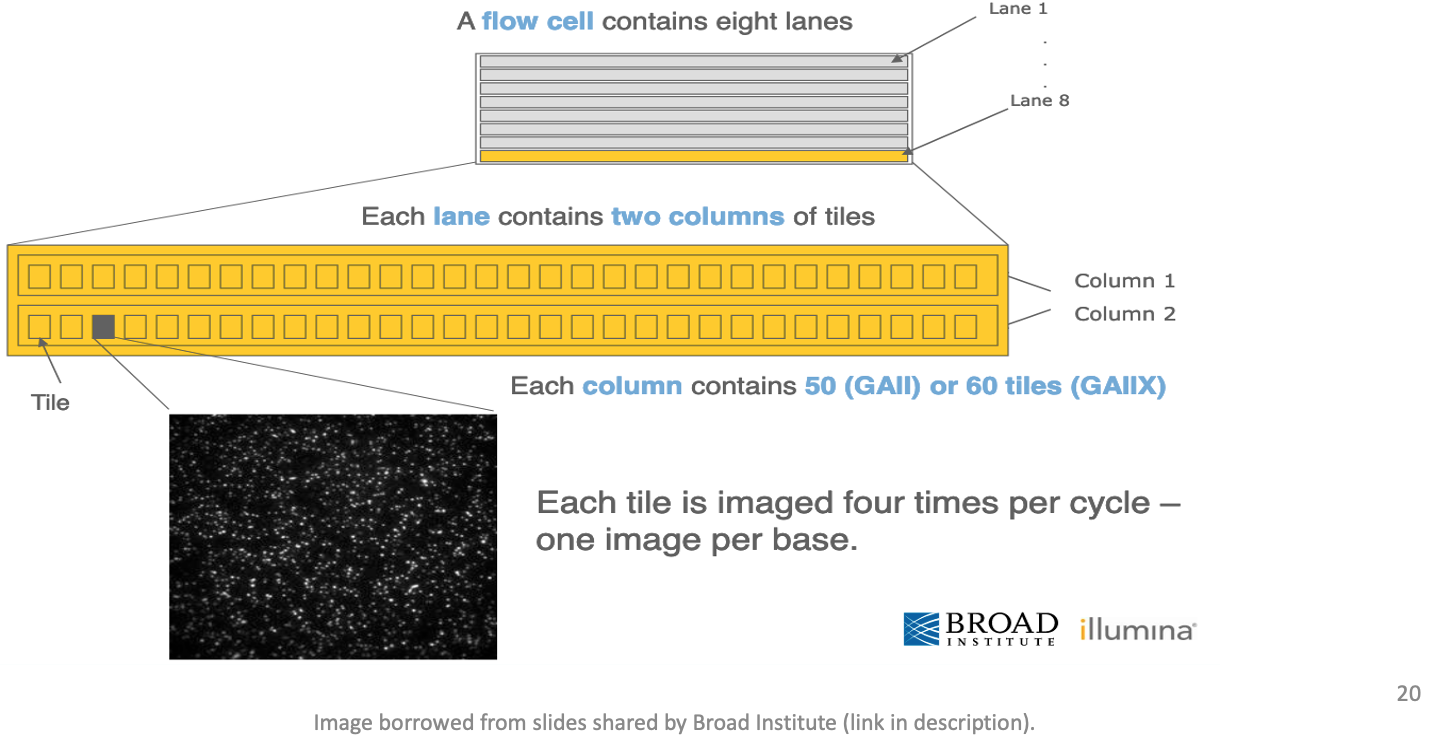 A flow cell contains eight lanes
Lane 1
.
.
.
Lane 8
Each lane contains two columns of tiles
Column 1
Column 2
Tile
Each column contains 50 (GAII) or 60 tiles (GAIIX)
Each tile is imaged four times per cycle –
one image per base.
BROAD
INSTITUTE
illumina®
20
Image borrowed from slides shared by Broad Institute (link in description).